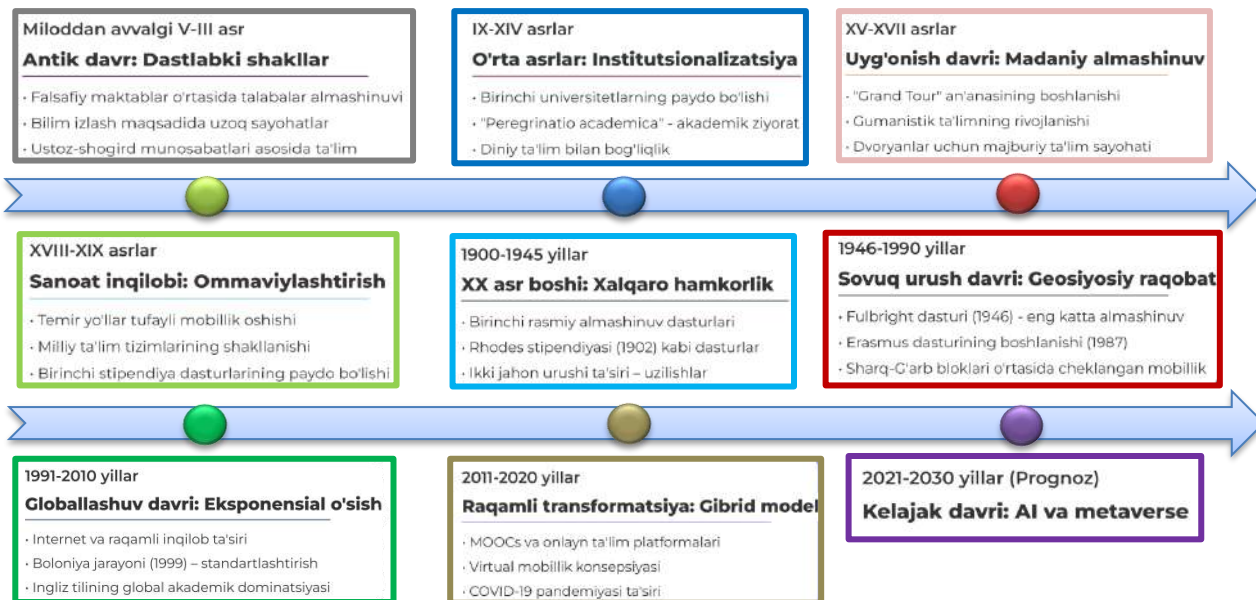 Miloddan avvalgi V-III asr
Antik davr: Dastlabki shakllar
· Falsafiy maktablar o'rtasida talabalar almashinuvi
· Bilim izlash maqsadida uzoq sayohatlar
· Ustoz-shogird munosabatlari asosida ta'lim
IX-XIV asrlar
O'rta asrlar: Institutsionalizatsiya
· Birinchi universitetlarning paydo bo'lishi
· "Peregrinatio academica" - akademik ziyorat
· Diniy ta'lim bilan bog'liqlik
XV-XVII asrlar
Uyg'onish davri: Madaniy almashinuv
· "Grand Tour" an'anasining boshlanishi
· Gumanistik ta'limning rivojlanishi
· Dvoryanlar uchun majburiy ta'lim sayohati
XVIII-XIX asrlar
Sanoat inqilobi: Ommaviylashtirish
· Temir yo'llar tufayli mobillik oshishi
· Milliy ta'lim tizimlarining shakllanishi
· Birinchi stipendiya dasturlarining paydo bo'lishi
1900-1945 yillar
XX asr boshi: Xalqaro hamkorlik
· Birinchi rasmiy almashinuv dasturlari
· Rhodes stipendiyasi (1902) kabi dasturlar
· Ikki jahon urushi ta'siri – uzilishlar
1946-1990 yillar
Sovuq urush davri: Geosiyosiy raqobat
· Fulbright dasturi (1946) - eng katta almashinuv
· Erasmus dasturining boshlanishi (1987)
· Sharq-G'arb bloklari o'rtasida cheklangan mobillik
1991-2010 yillar
Globallashuv davri: Eksponensial o'sish
· Internet va raqamli inqilob ta'siri
· Boloniya jarayoni (1999) – standartlashtirish
· Ingliz tilining global akademik dominatsiyasi
2011-2020 yillar
Raqamli transformatsiya: Gibrid model
· MOOCs va onlayn ta'lim platformalari
· Virtual mobillik konsepsiyasi
· COVID-19 pandemiyasi ta'siri
2021-2030 yillar (Prognoz)
Kelajak davri: AI va metaverse